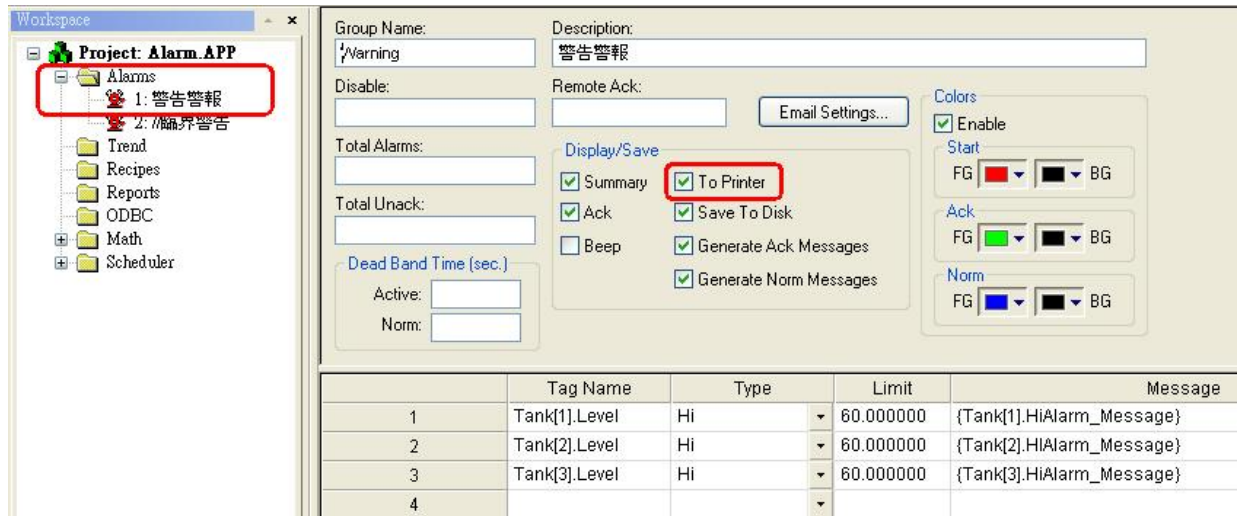 Workspace
Project: Alarm.APP
Alarms
1: 警告警報
2: //臨界警告
Trend
Recipes
Reports
ODBC
Math
Scheduler
Group Name:
Warning
Description:
警告警報
Disable:
Remote Ack:
Email Settings...
Total Alarms:
Total Unack:
Dead Band Time (sec.)
Active:
Norm:
Display/Save
Summary
To Printer
Ack
Save To Disk
Beep
Generate Ack Messages
Generate Norm Messages
Colors
Enable
Start
FG BG
Ack
FG BG
Norm
FG BG
Tag Name Type Limit Message
1 Tank[1].Level Hi 60.000000 {Tank[1].HiAlarm_Message}
2 Tank[2].Level Hi 60.000000 {Tank[2].HiAlarm_Message}
3 Tank[3].Level Hi 60.000000 {Tank[3].HiAlarm_Message}
4